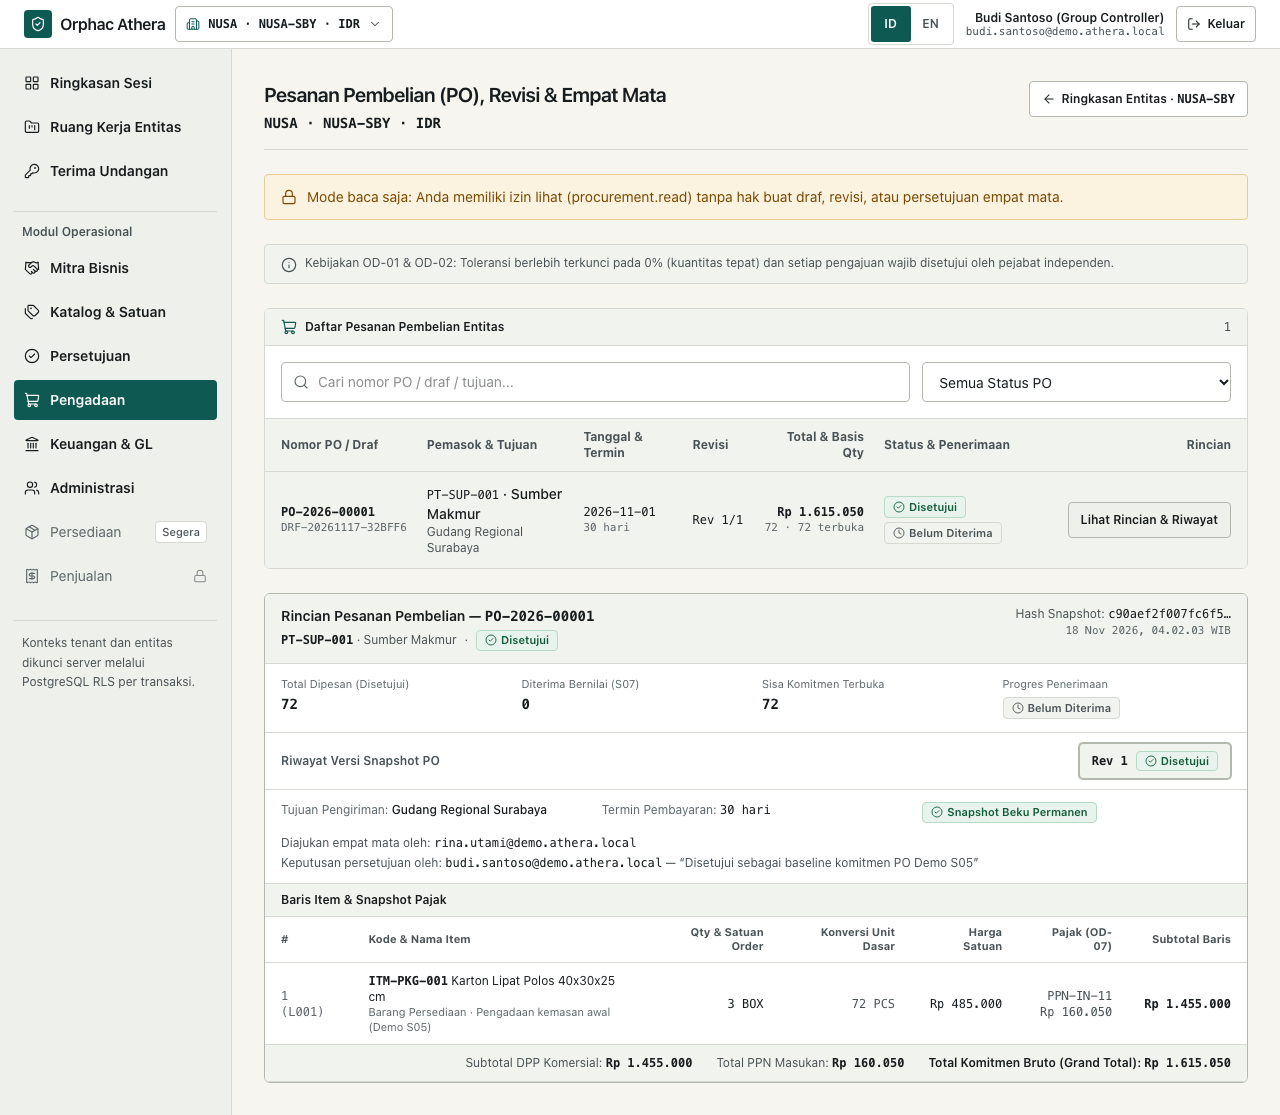 Orphac Athera
NUSA · NUSA-SBY · IDR
ID
EN
Budi Santoso (Group Controller)
budi.santoso@demo.athera.local
Keluar
Ringkasan Sesi
Ruang Kerja Entitas
Terima Undangan
Modul Operasional
Mitra Bisnis
Katalog & Satuan
Persetujuan
Pengadaan
Keuangan & GL
Administrasi
Persediaan
Segera
Penjualan
Konteks tenant dan entitas
dikunci server melalui
PostgreSQL RLS per transaksi.
Pesanan Pembelian (PO), Revisi & Empat Mata
NUSA · NUSA-SBY · IDR
Ringkasan Entitas · NUSA-SBY
Mode baca saja: Anda memiliki izin lihat (procurement.read) tanpa hak buat draf, revisi, atau persetujuan empat mata.
Kebijakan OD-01 & OD-02: Toleransi berlebih terkunci pada 0% (kuantitas tepat) dan setiap pengajuan wajib disetujui oleh pejabat independen.
Daftar Pesanan Pembelian Entitas
1
Cari nomor PO / draf / tujuan...
Semua Status PO
Nomor PO / Draf
Pemasok & Tujuan
Tanggal &
Termin
Revisi
Total & Basis
Qty
Status & Penerimaan
Rincian
PO-2026-00001
DRF-20261117-32BFF6
PT-SUP-001 · Sumber
Makmur
Gudang Regional
Surabaya
2026-11-01
30 hari
Rev 1/1
Rp 1.615.050
72 · 72 terbuka
Disetujui
Belum Diterima
Lihat Rincian & Riwayat
Rincian Pesanan Pembelian — PO-2026-00001
PT-SUP-001 · Sumber Makmur · Disetujui
Hash Snapshot: c90aef2f007fc6f5…
18 Nov 2026, 04.02.03 WIB
Total Dipesan (Disetujui)
72
Diterima Bernilai (S07)
0
Sisa Komitmen Terbuka
72
Progres Penerimaan
Belum Diterima
Riwayat Versi Snapshot PO
Rev 1 Disetujui
Tujuan Pengiriman: Gudang Regional Surabaya
Termin Pembayaran: 30 hari
Snapshot Beku Permanen
Diajukan empat mata oleh: rina.utami@demo.athera.local
Keputusan persetujuan oleh: budi.santoso@demo.athera.local — “Disetujui sebagai baseline komitmen PO Demo S05”
Baris Item & Snapshot Pajak
#
Kode & Nama Item
Qty & Satuan
Order
Konversi Unit
Dasar
Harga
Satuan
Pajak (OD-
07)
Subtotal Baris
1
(L001)
ITM-PKG-001 Karton Lipat Polos 40x30x25
cm
Barang Persediaan · Pengadaan kemasan awal
(Demo S05)
3 BOX
72 PCS
Rp 485.000
PPN-IN-11
Rp 160.050
Rp 1.455.000
Subtotal DPP Komersial: Rp 1.455.000
Total PPN Masukan: Rp 160.050
Total Komitmen Bruto (Grand Total): Rp 1.615.050